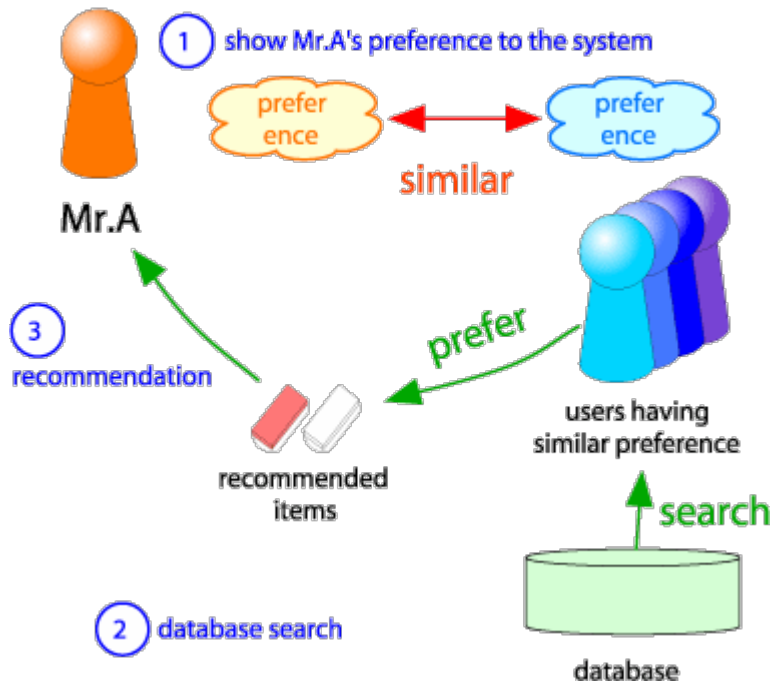 1 show Mr.A's preference to the system
prefer
ence
prefer
ence
similar
Mr.A
3
recommendation
prefer
users having
similar preference
recommended
items
search
2 database search
database